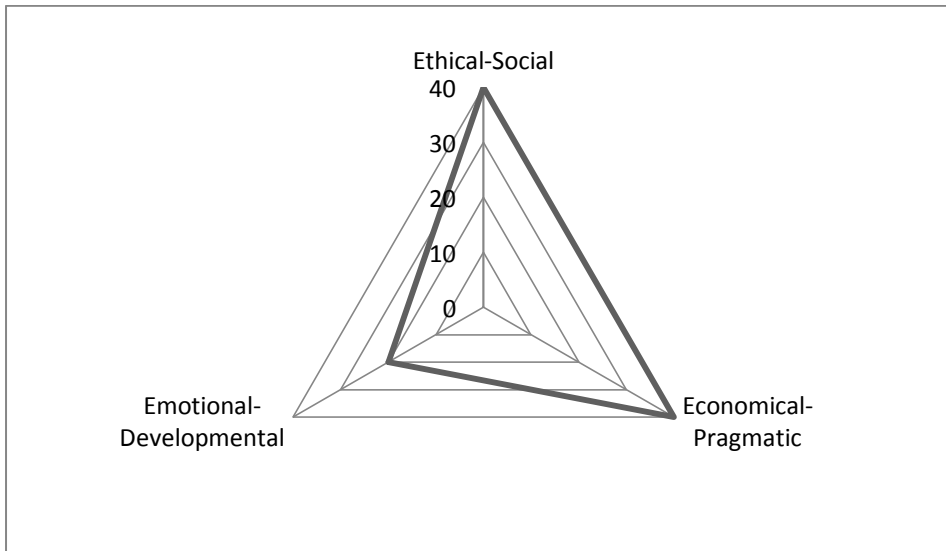 Ethical-Social
40
30
20
10
0
Emotional-
Developmental
Economical-
Pragmatic